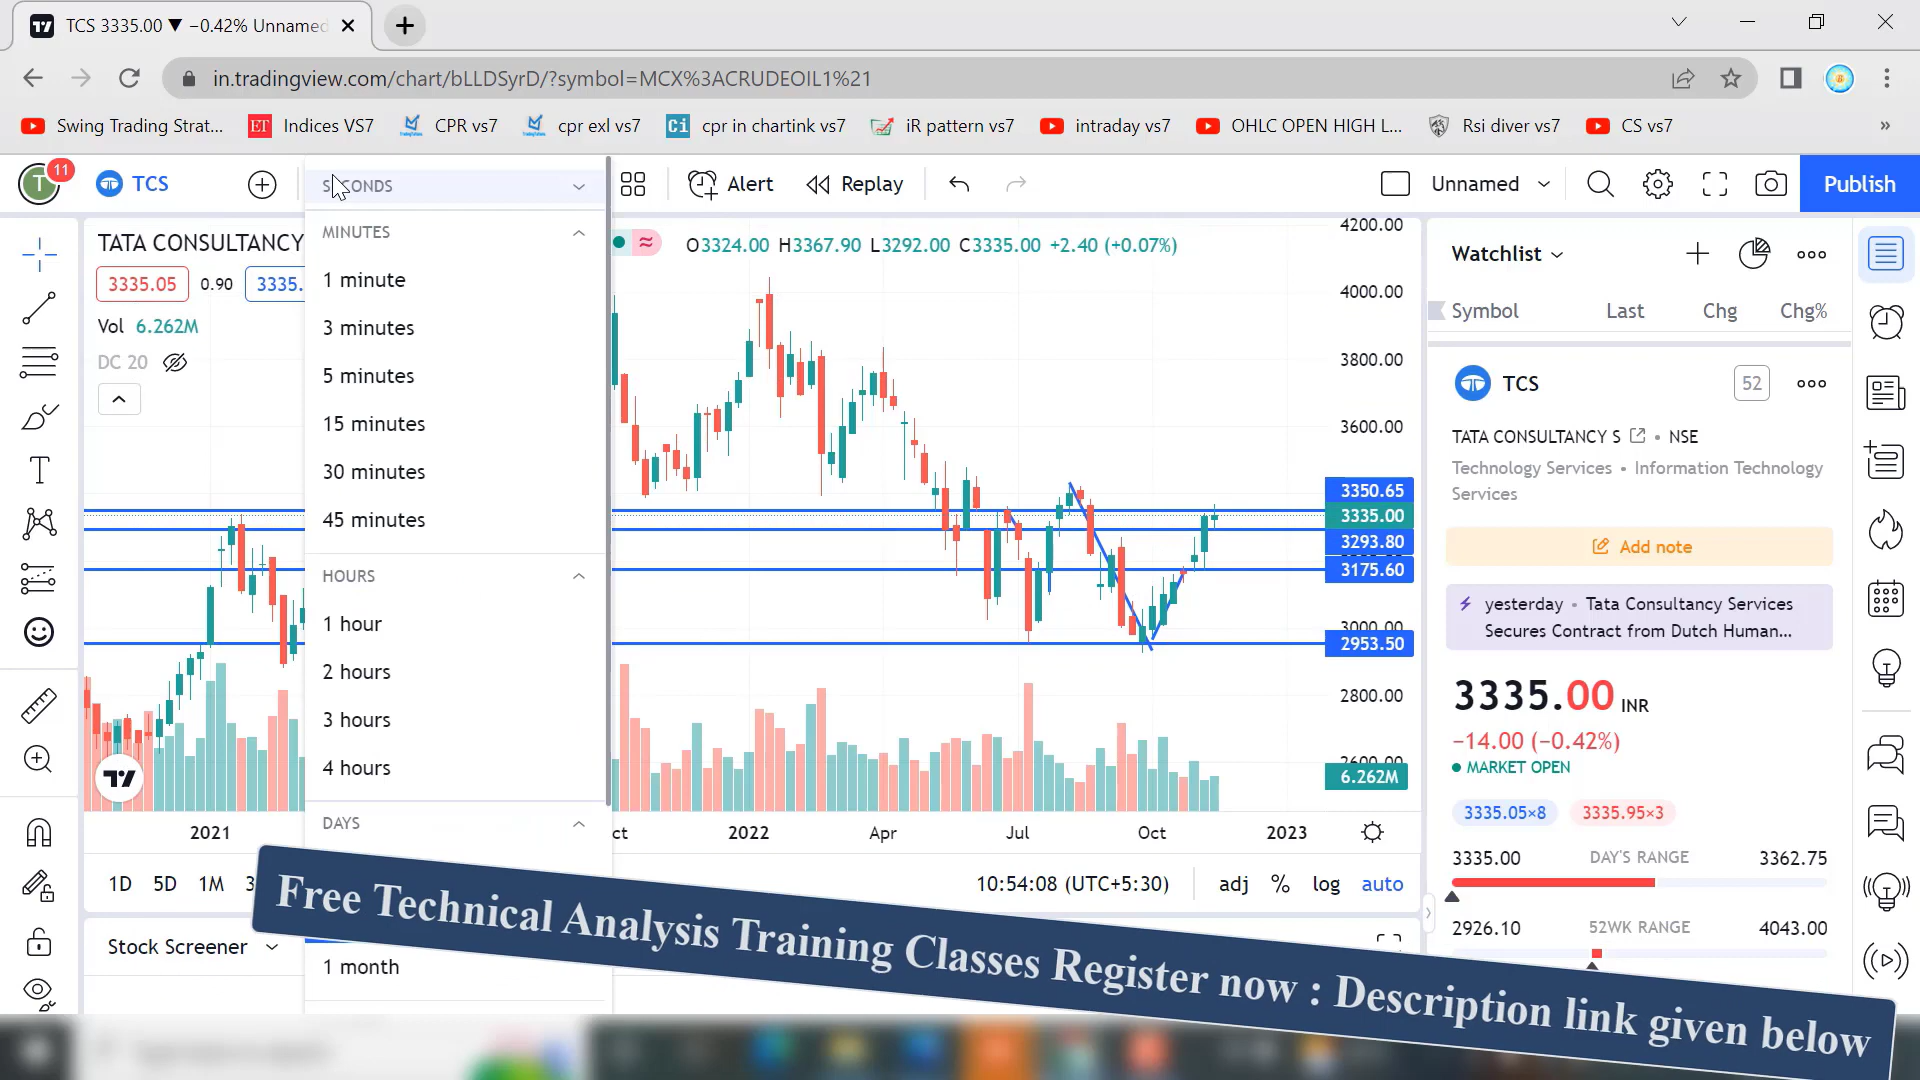 TCS 3335.00 ▼ −0.42% Unnamed
in.tradingview.com/chart/bLLDSyrD/?symbol=MCX%3ACRUDEOIL1%21
Swing Trading Strat...
ET Indices VS7
CPR vs7
cpr exl vs7
Ci cpr in chartink vs7
iR pattern vs7
intraday vs7
OHLC OPEN HIGH L...
Rsi diver vs7
CS vs7
»
T 11
TCS
Alert
Replay
Unnamed
Publish
TATA CONSULTANCY
O3324.00 H3367.90 L3292.00 C3335.00 +2.40 (+0.07%)
3335.05 0.90 3335.
Vol 6.262M
DC 20
SECONDS
MINUTES
1 minute
3 minutes
5 minutes
15 minutes
30 minutes
45 minutes
HOURS
1 hour
2 hours
3 hours
4 hours
DAYS
1 month
4200.00
4000.00
3800.00
3600.00
3350.65
3335.00
3293.80
3175.60
3000.00
2953.50
2800.00
2600.00
6.262M
2021 ct 2022 Apr Jul Oct 2023
1D 5D 1M 3
10:54:08 (UTC+5:30) adj % log auto
Stock Screener
Watchlist
Symbol Last Chg Chg%
TCS 52
TATA CONSULTANCY S • NSE
Technology Services • Information Technology
Services
Add note
yesterday • Tata Consultancy Services
Secures Contract from Dutch Human...
3335.00 INR
−14.00 (−0.42%)
MARKET OPEN
3335.05×8 3335.95×3
3335.00 DAY'S RANGE 3362.75
2926.10 52WK RANGE 4043.00
Free Technical Analysis Training Classes Register now : Description link given below